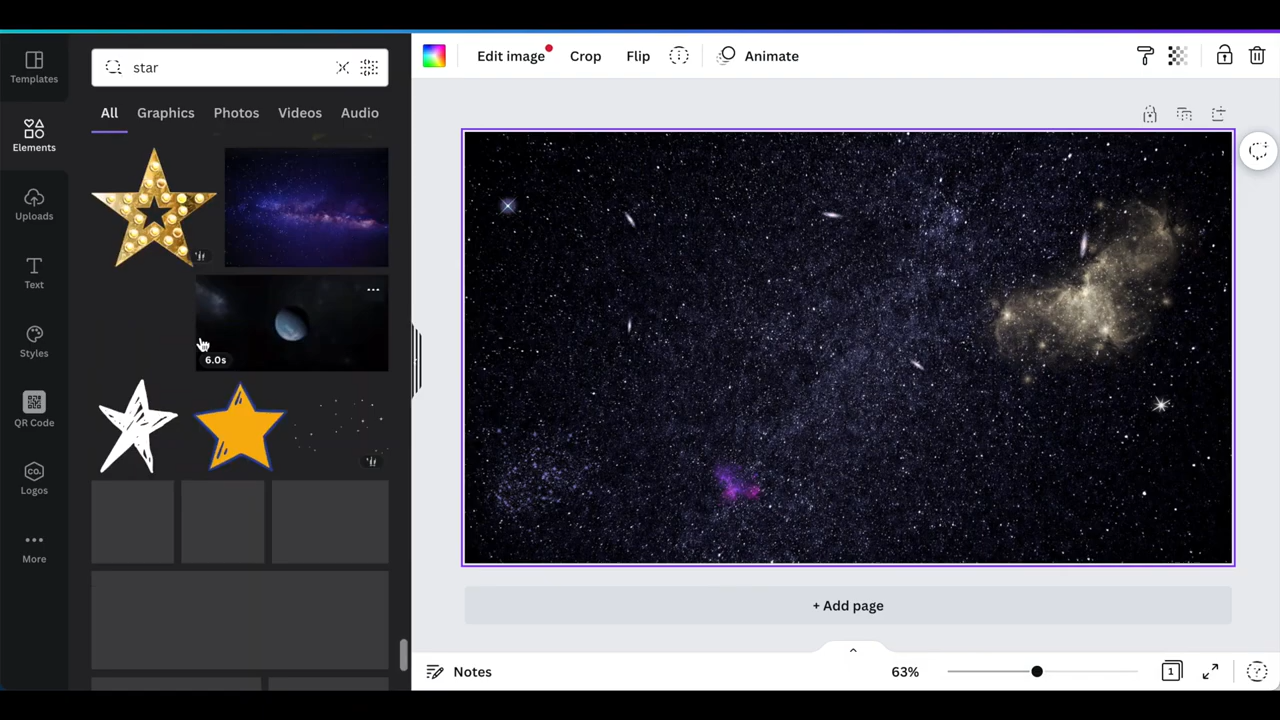 Templates
Elements
Uploads
Text
Styles
QR Code
co.
Logos
More
star
All Graphics Photos Videos Audio
6.0s
Edit image Crop Flip Animate
+ Add page
Notes
63%
1